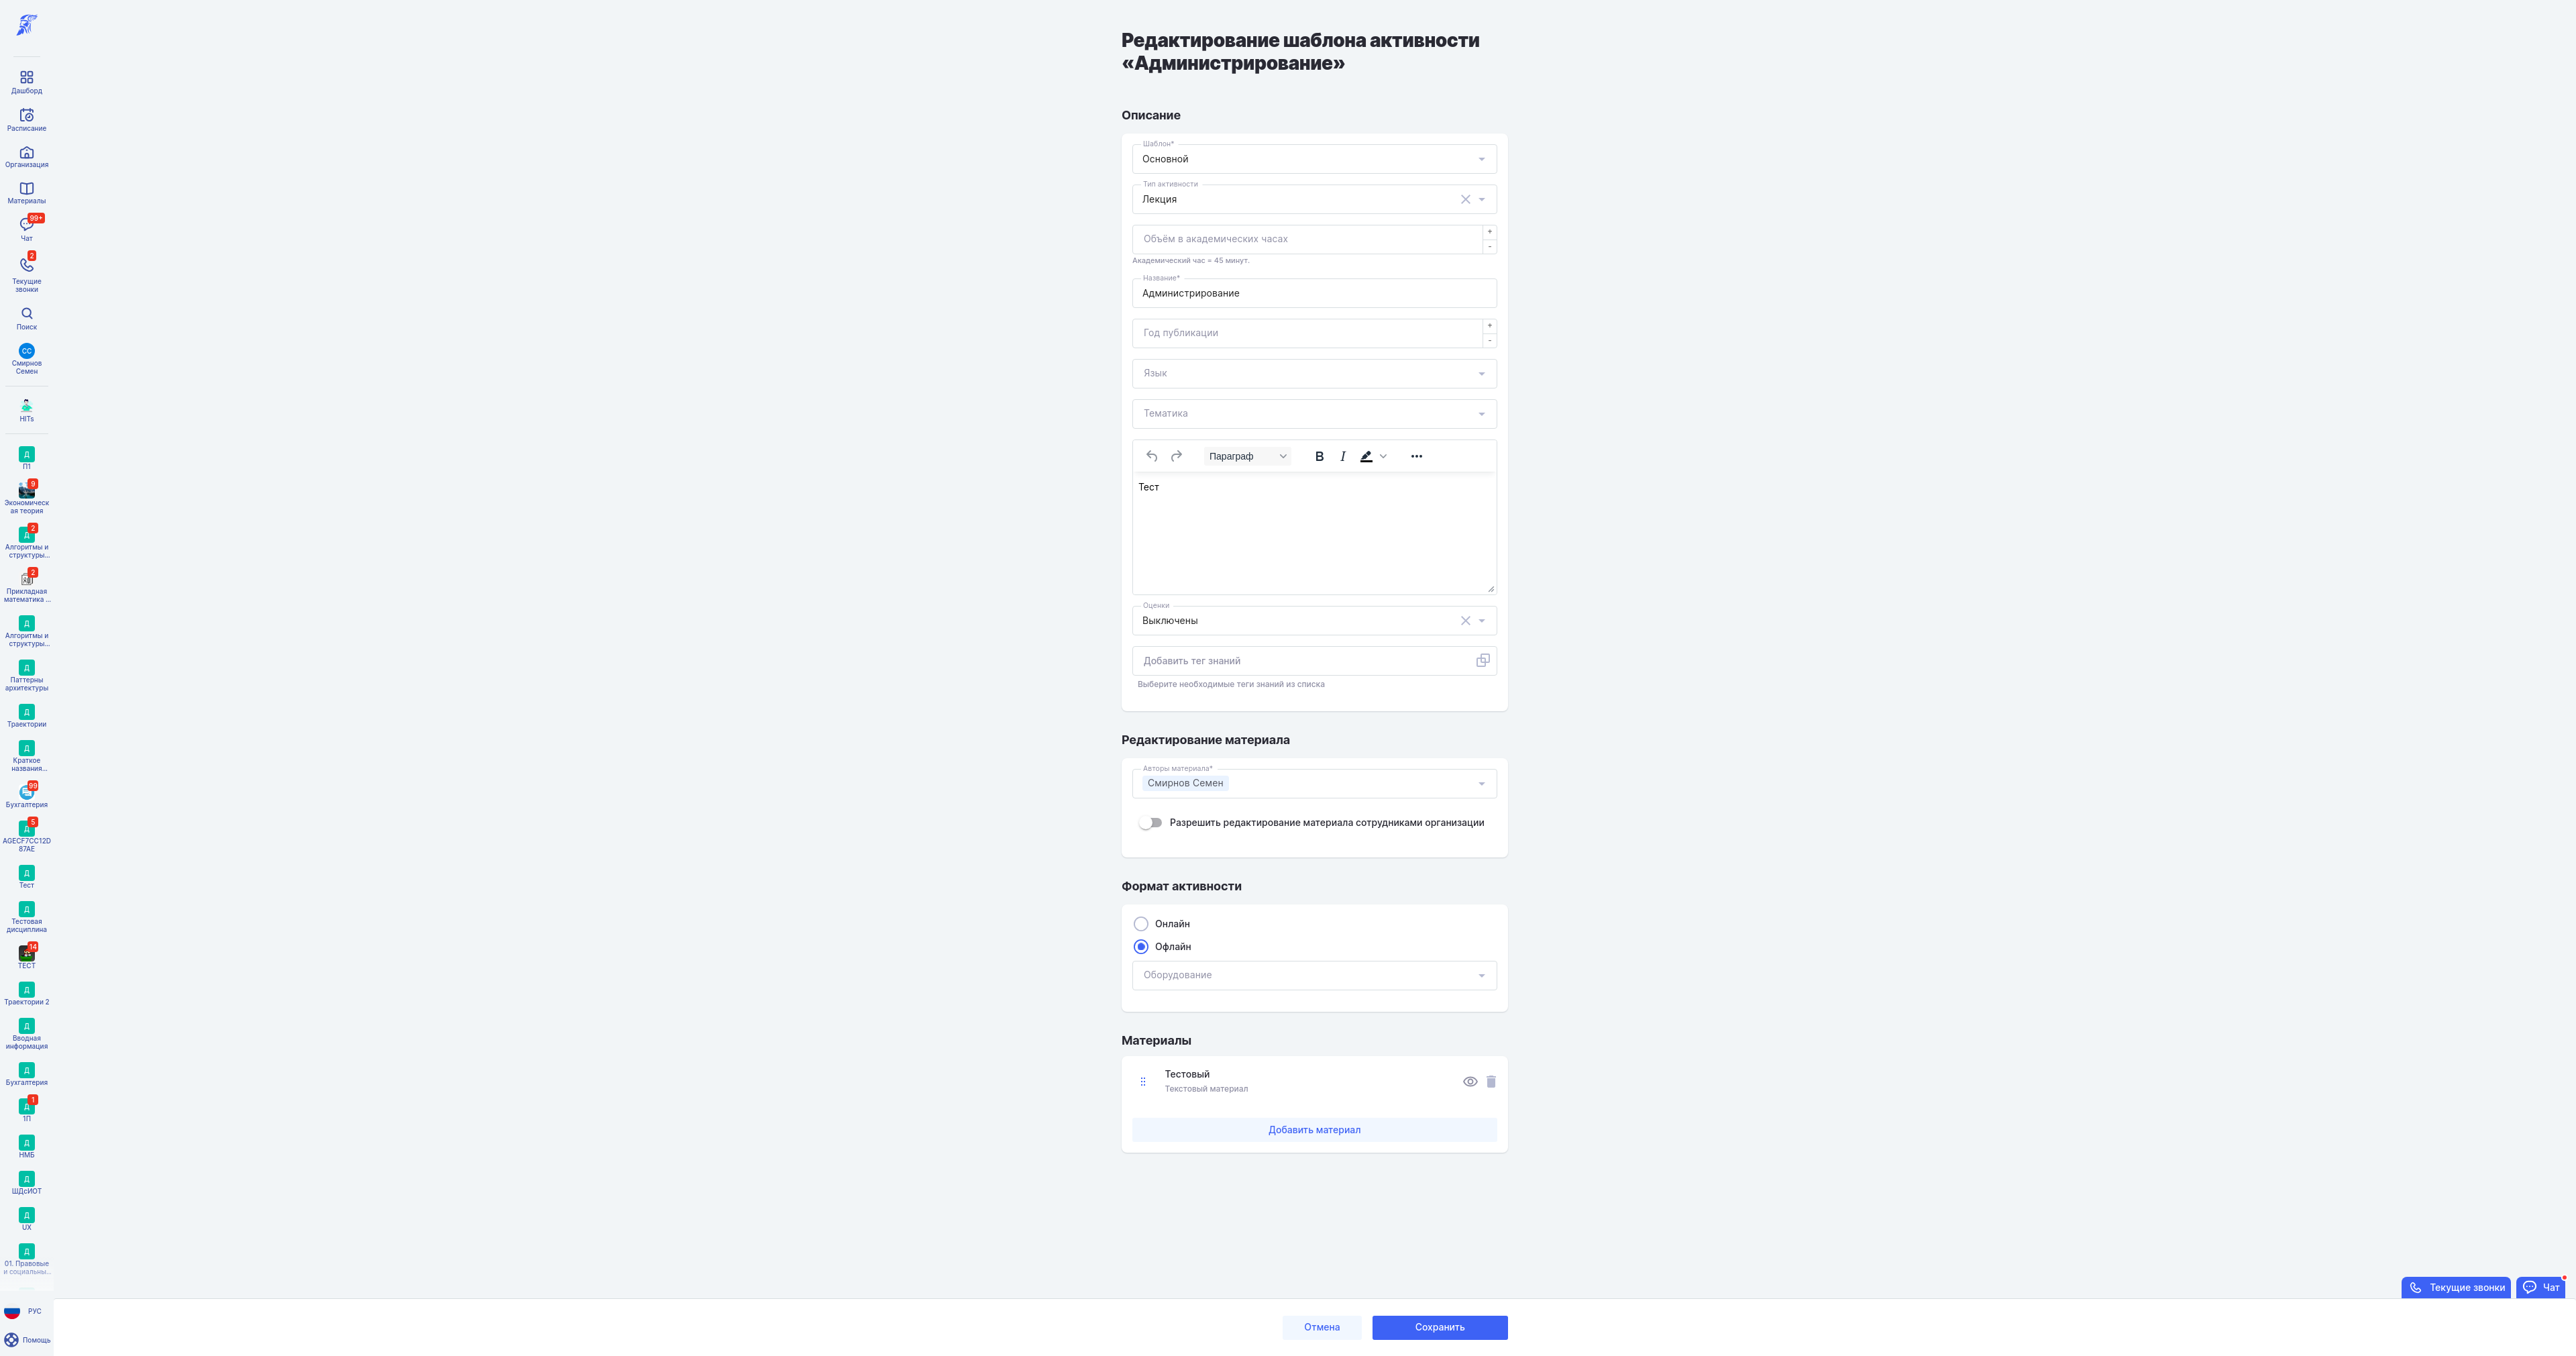 Дашборд
Расписание
Организация
Материалы
99+
Чат
2
Текущие
звонки
Поиск
СС
Смирнов
Семен
HITs
Д
П1
9
Экономическ
ая теория
2
Д
Алгоритмы и
структуры...
2
Прикладная
математика ...
Д
Алгоритмы и
структуры...
Д
Паттерны
архитектуры
Д
Траектории
Д
Краткое
названия...
99
Бухгалтерия
5
Д
AGECF7CC12D
87AE
Д
Тест
Д
Тестовая
дисциплина
14
ТЕСТ
Д
Траектории 2
Д
Вводная
информация
Д
Бухгалтерия
1
Д
1П
Д
НМБ
Д
ШДсИОТ
Д
UX
Д
01. Правовые
и социальны...
РУС
Помощь
Редактирование шаблона активности
«Администрирование»
Описание
Шаблон*
Основной
Тип активности
Лекция
Объём в академических часах
+
-
Академический час = 45 минут.
Название*
Администрирование
Год публикации
+
-
Язык
Тематика
Параграф
B
I
Тест
Оценки
Выключены
Добавить тег знаний
Выберите необходимые теги знаний из списка
Редактирование материала
Авторы материала*
Смирнов Семен
Разрешить редактирование материала сотрудниками организации
Формат активности
Онлайн
Офлайн
Оборудование
Материалы
Тестовый
Текстовый материал
Добавить материал
Текущие звонки
Чат
Отмена
Сохранить